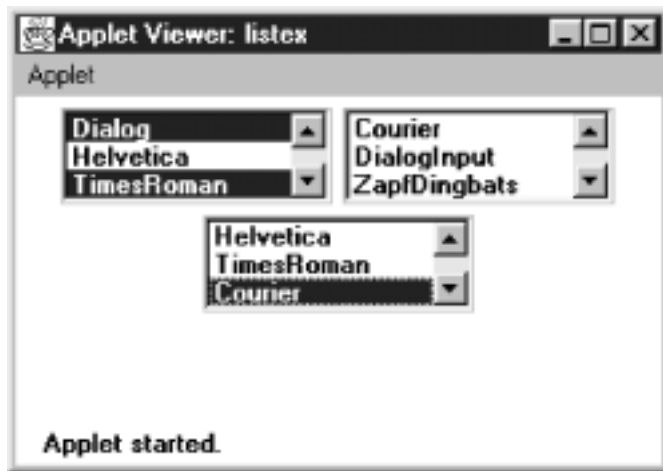 Applet Viewer: listex
Applet
Dialog
Helvetica
TimesRoman
Courier
DialogInput
ZapfDingbats
Helvetica
TimesRoman
Courier
Applet started.